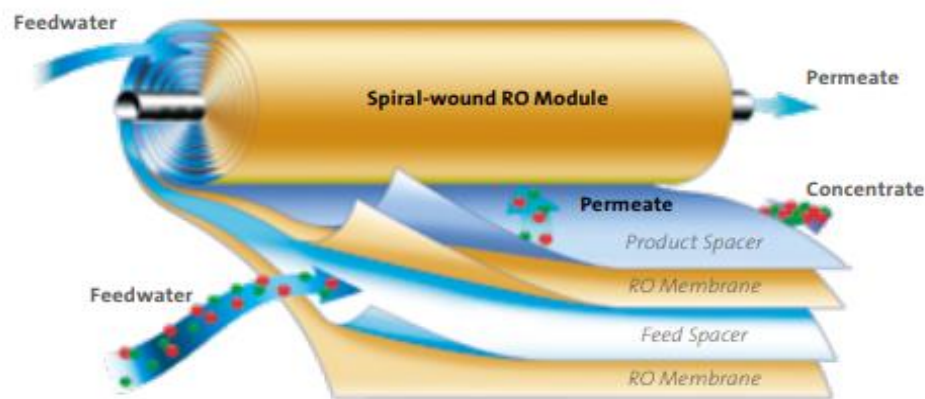 Feedwater
Spiral-wound RO Module
Permeate
Concentrate
Permeate
Product Spacer
RO Membrane
Feedwater
Feed Spacer
RO Membrane